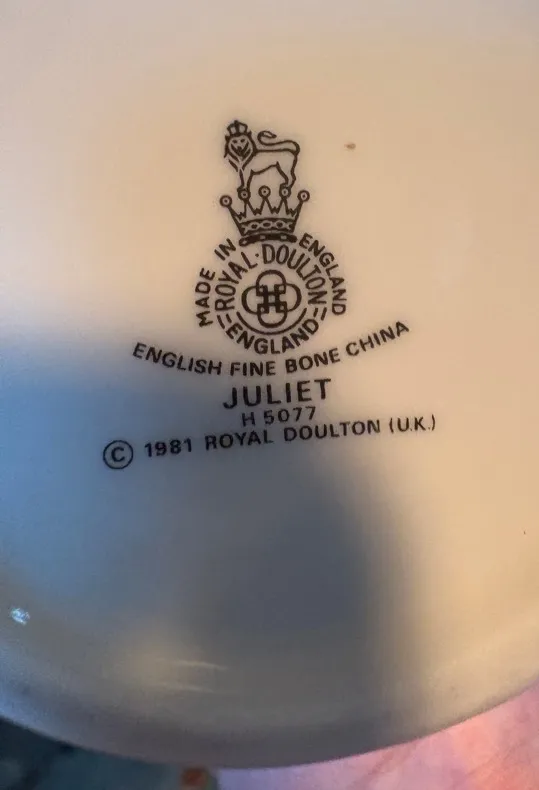 MADE IN ENGLAND
ROYAL·DOULTON
ENGLAND
ENGLISH FINE BONE CHINA
JULIET
H 5077
© 1981 ROYAL DOULTON (U.K.)